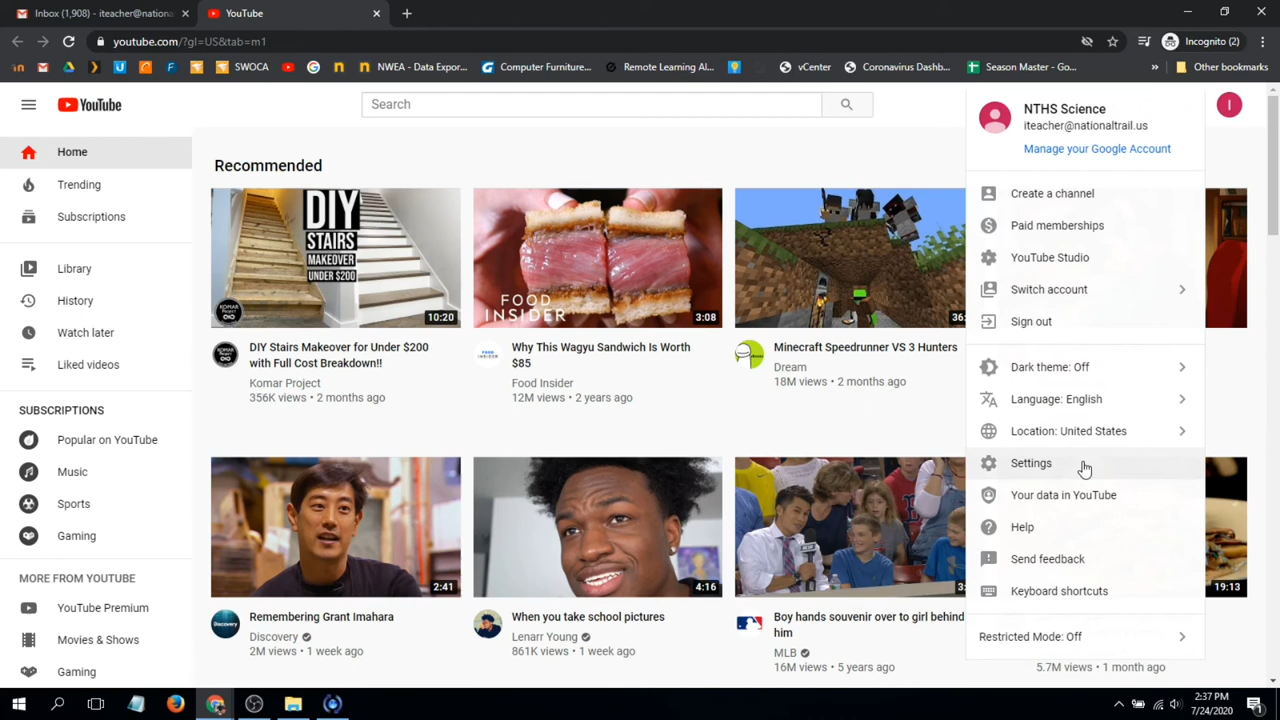 Inbox (1,908) - iteacher@national
YouTube
youtube.com/?gl=US&tab=m1
Incognito (2)
SWOCA
NWEA - Data Expor...
Computer Furniture...
Remote Learning Al...
vCenter
Coronavirus Dashb...
Season Master - Go...
»
Other bookmarks
YouTube
Search
I
NTHS Science
iteacher@nationaltrail.us
Manage your Google Account
Home
Trending
Subscriptions
Library
History
Watch later
Liked videos
SUBSCRIPTIONS
Popular on YouTube
Music
Sports
Gaming
MORE FROM YOUTUBE
YouTube Premium
Movies & Shows
Gaming
Recommended
DIY
STAIRS
MAKEOVER
UNDER $200
10:20
DIY Stairs Makeover for Under $200
with Full Cost Breakdown!!
Komar Project
356K views • 2 months ago
FOOD
INSIDER
3:08
Why This Wagyu Sandwich Is Worth
$85
Food Insider
12M views • 2 years ago
36:
Minecraft Speedrunner VS 3 Hunters
Dream
18M views • 2 months ago
2:41
Remembering Grant Imahara
Discovery
2M views • 1 week ago
4:16
When you take school pictures
Lenarr Young
861K views • 1 week ago
3:
Boy hands souvenir over to girl behind
him
MLB
16M views • 5 years ago
19:13
5.7M views • 1 month ago
Create a channel
Paid memberships
YouTube Studio
Switch account
Sign out
Dark theme: Off
Language: English
Location: United States
Settings
Your data in YouTube
Help
Send feedback
Keyboard shortcuts
Restricted Mode: Off
2:37 PM
7/24/2020